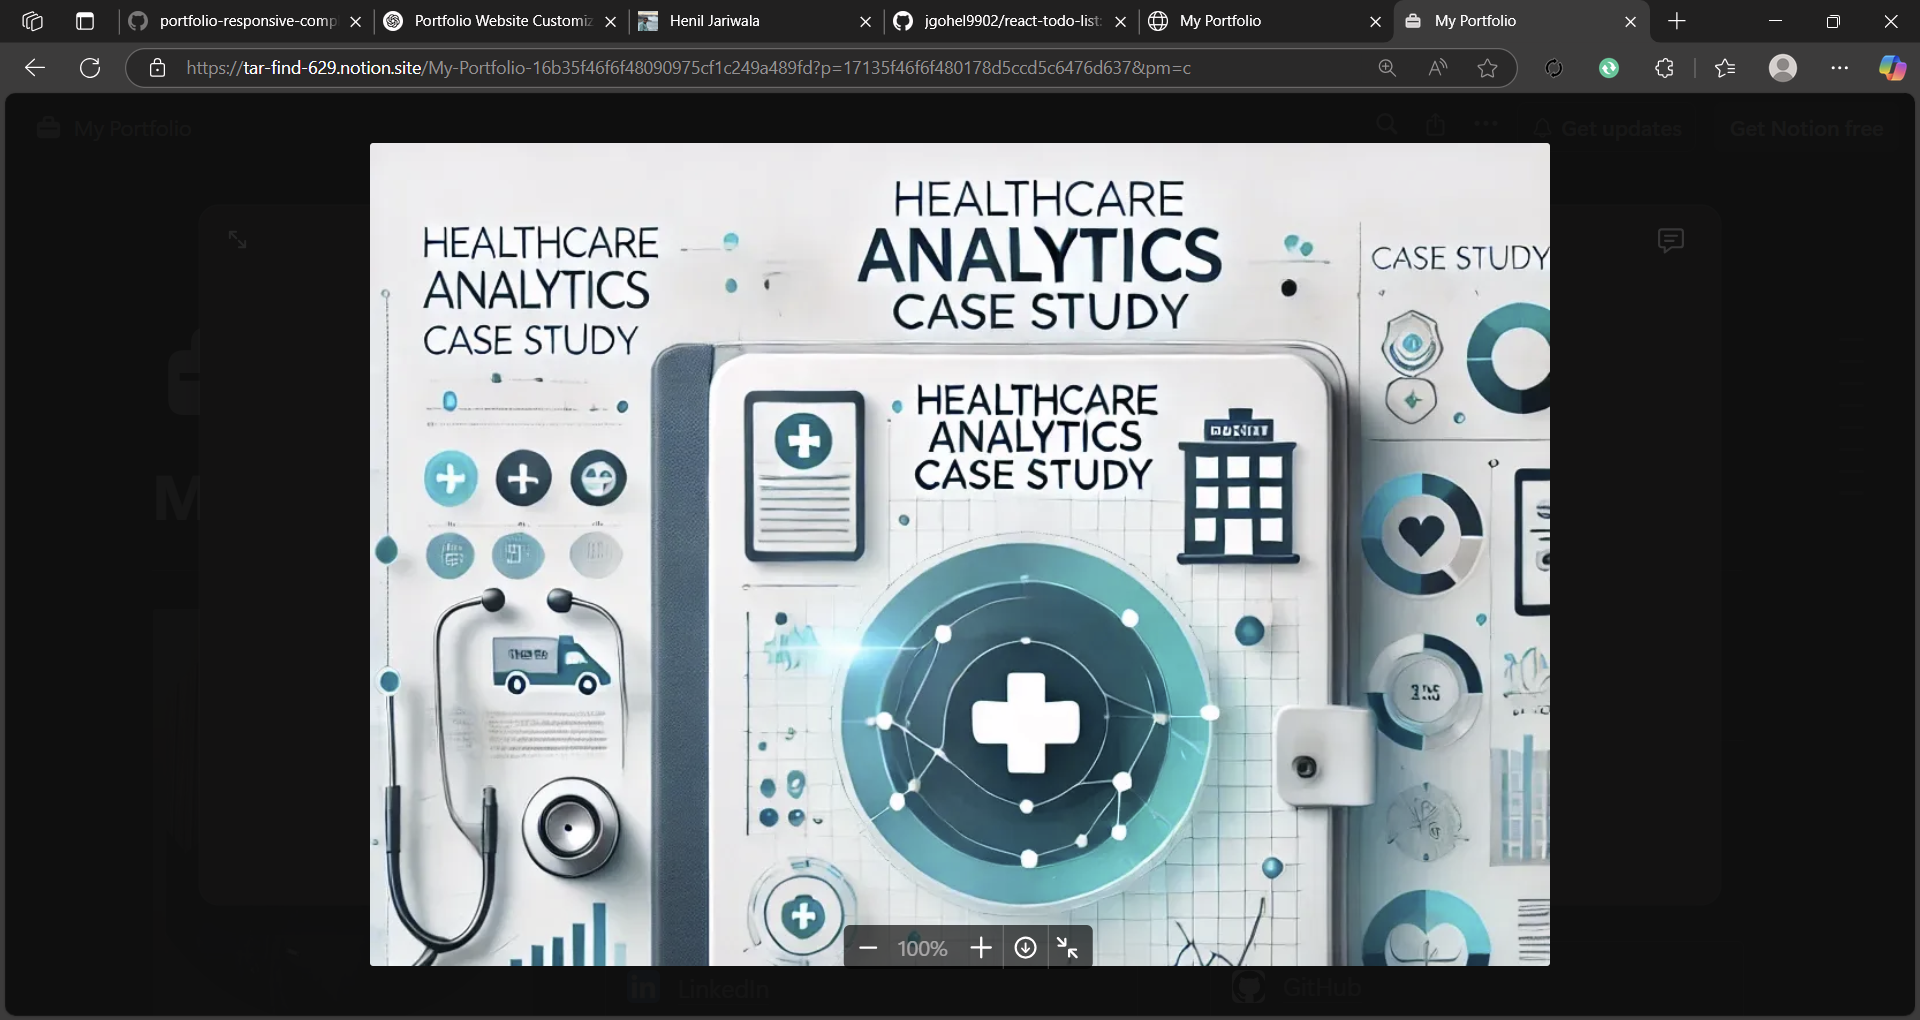 portfolio-responsive-comp
Portfolio Website Customiz
Henil Jariwala
jgohel9902/react-todo-list:
My Portfolio
My Portfolio
https://tar-find-629.notion.site/My-Portfolio-16b35f46f6f48090975cf1c249a489fd?p=17135f46f6f480178d5ccd5c6476d637&pm=c
My Portfolio
Get updates
Get Notion free
HEALTHCARE
ANALYTICS
CASE STUDY
HEALTHCARE
ANALYTICS
CASE STUDY
CASE STUDY
HEALTHCARE
ANALYTICS
CASE STUDY
M
100%
LinkedIn
GitHub